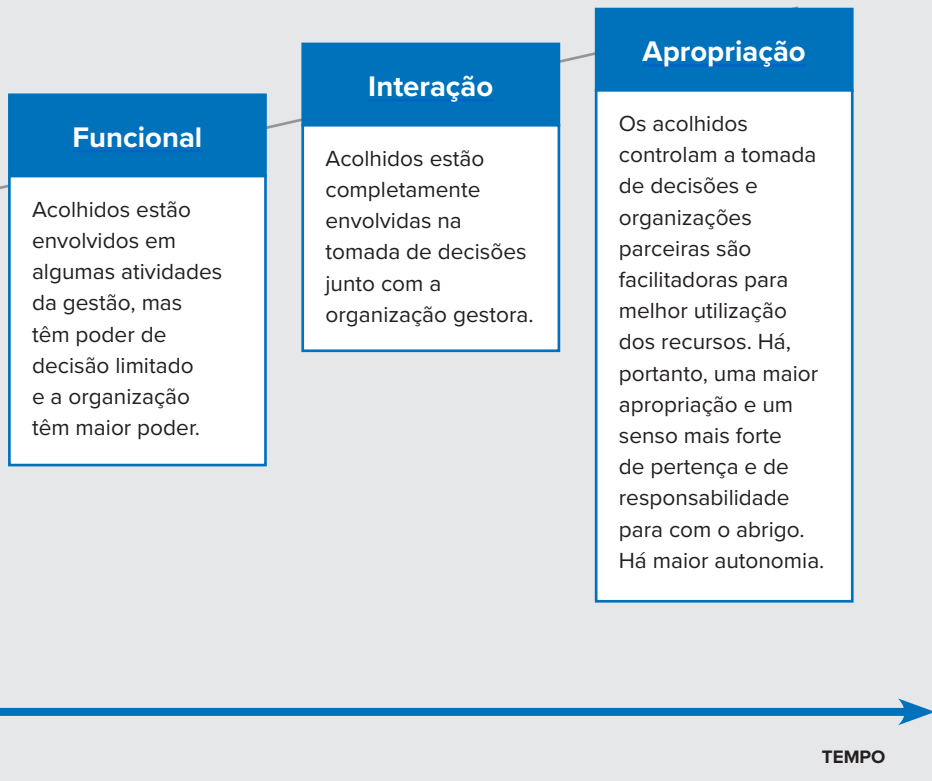 Funcional
Acolhidos estão
envolvidos em
algumas atividades
da gestão, mas
têm poder de
decisão limitado
e a organização
têm maior poder.
Interação
Acolhidos estão
completamente
envolvidas na
tomada de decisões
junto com a
organização gestora.
Apropriação
Os acolhidos
controlam a tomada
de decisões e
organizações
parceiras são
facilitadoras para
melhor utilização
dos recursos. Há,
portanto, uma maior
apropriação e um
senso mais forte
de pertença e de
responsabilidade
para com o abrigo.
Há maior autonomia.
TEMPO